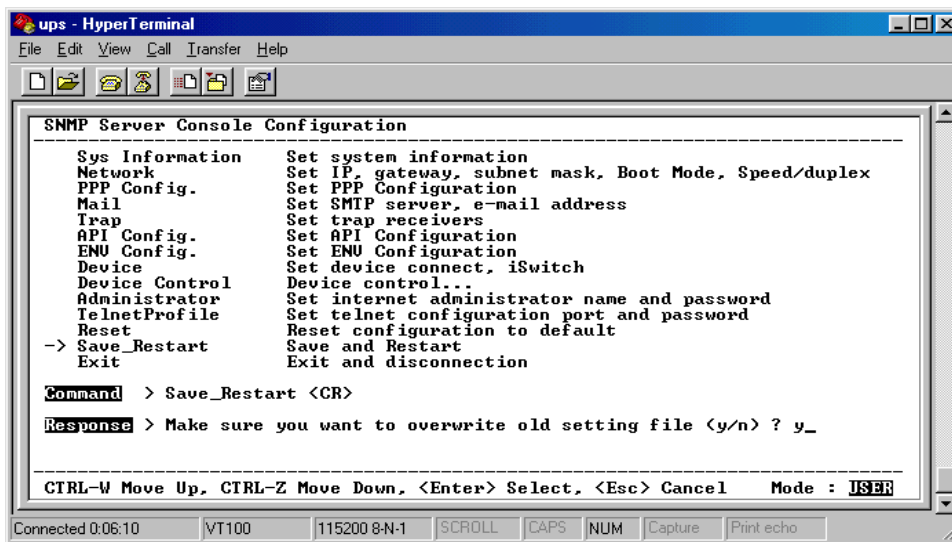 ups - HyperTerminal
File Edit View Call Transfer Help
SNMP Server Console Configuration
Sys Information Set system information
Network Set IP, gateway, subnet mask, Boot Mode, Speed/duplex
PPP Config. Set PPP Configuration
Mail Set SMTP server, e-mail address
Trap Set trap receivers
API Config. Set API Configuration
ENV Config. Set ENV Configuration
Device Set device connect, iSwitch
Device Control Device control...
Administrator Set internet administrator name and password
TelnetProfile Set telnet configuration port and password
Reset Reset configuration to default
-> Save_Restart Save and Restart
Exit Exit and disconnection
Command > Save_Restart <CR>
Response > Make sure you want to overwrite old setting file (y/n) ? y_
CTRL-W Move Up, CTRL-Z Move Down, <Enter> Select, <Esc> Cancel Mode : USER
Connected 0:06:10 VT100 115200 8-N-1 SCROLL CAPS NUM Capture Print echo